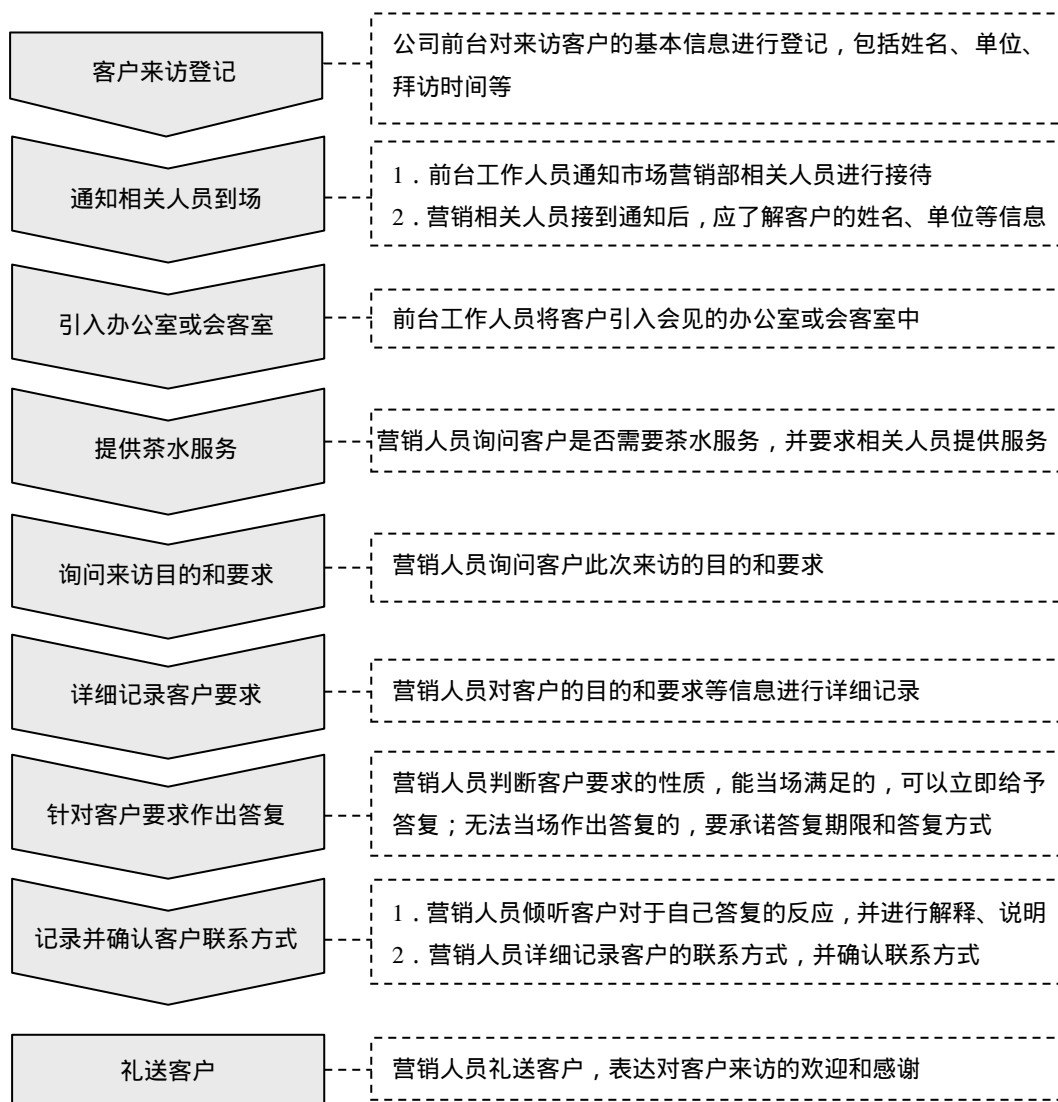 客户来访登记
公司前台对来访客户的基本信息进行登记，包括姓名、单位、
拜访时间等
通知相关人员到场
1．前台工作人员通知市场营销部相关人员进行接待
2．营销相关人员接到通知后，应了解客户的姓名、单位等信息
引入办公室或会客室
前台工作人员将客户引入会见的办公室或会客室中
提供茶水服务
营销人员询问客户是否需要茶水服务，并要求相关人员提供服务
询问来访目的和要求
营销人员询问客户此次来访的目的和要求
详细记录客户要求
营销人员对客户的目的和要求等信息进行详细记录
针对客户要求作出答复
营销人员判断客户要求的性质，能当场满足的，可以立即给予
答复；无法当场作出答复的，要承诺答复期限和答复方式
记录并确认客户联系方式
1．营销人员倾听客户对于自己答复的反应，并进行解释、说明
2．营销人员详细记录客户的联系方式，并确认联系方式
礼送客户
营销人员礼送客户，表达对客户来访的欢迎和感谢